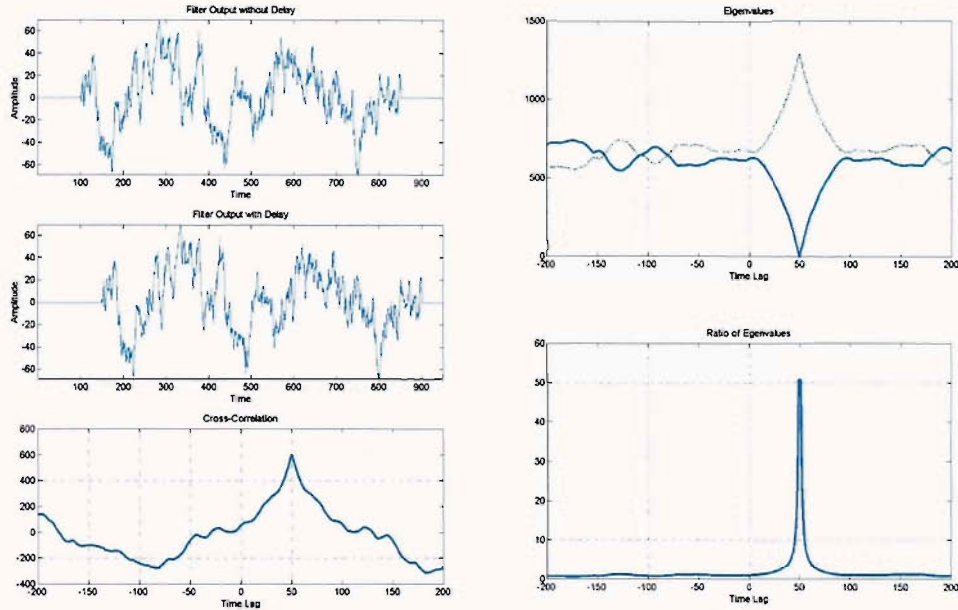 Filter Output without Delay
60
40
20
0
-20
-40
-60
Amplitude
100 200 300 400 500 600 700 800 900
Time
Filter Output with Delay
60
40
20
0
-20
-40
-60
Amplitude
100 200 300 400 500 600 700 800 900
Time
Cross-Correlation
600
400
200
0
-200
-400
-200 -150 -100 -50 0 50 100 150 200
Time Lag
Eigenvalues
1500
1000
500
0
-200 -150 -100 -50 0 50 100 150 200
Time Lag
Ratio of Eigenvalues
60
50
40
30
20
10
0
-200 -150 -100 -50 0 50 100 150 200
Time Lag